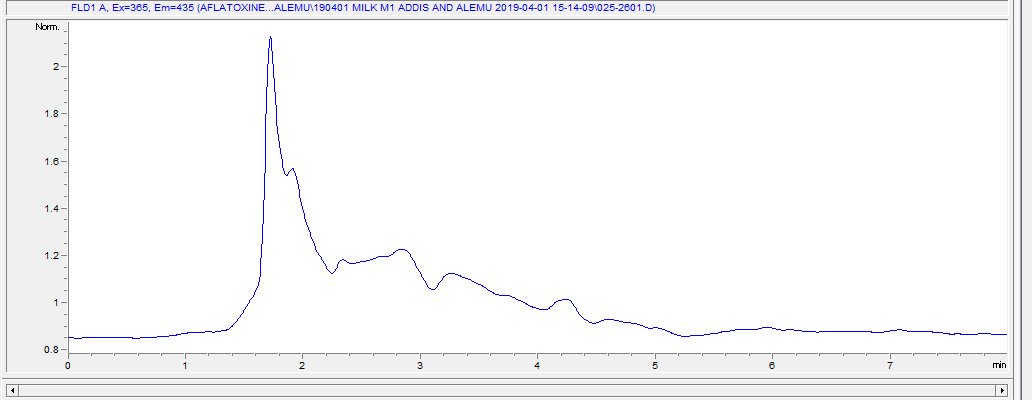 FLD1 A, Ex=365, Em=435 (AFLATOXINE...ALEMU\190401 MILK M1 ADDIS AND ALEMU 2019-04-01 15-14-09\025-2601.D)
Norm.
2
1.8
1.6
1.4
1.2
1
0.8
0 1 2 3 4 5 6 7 min